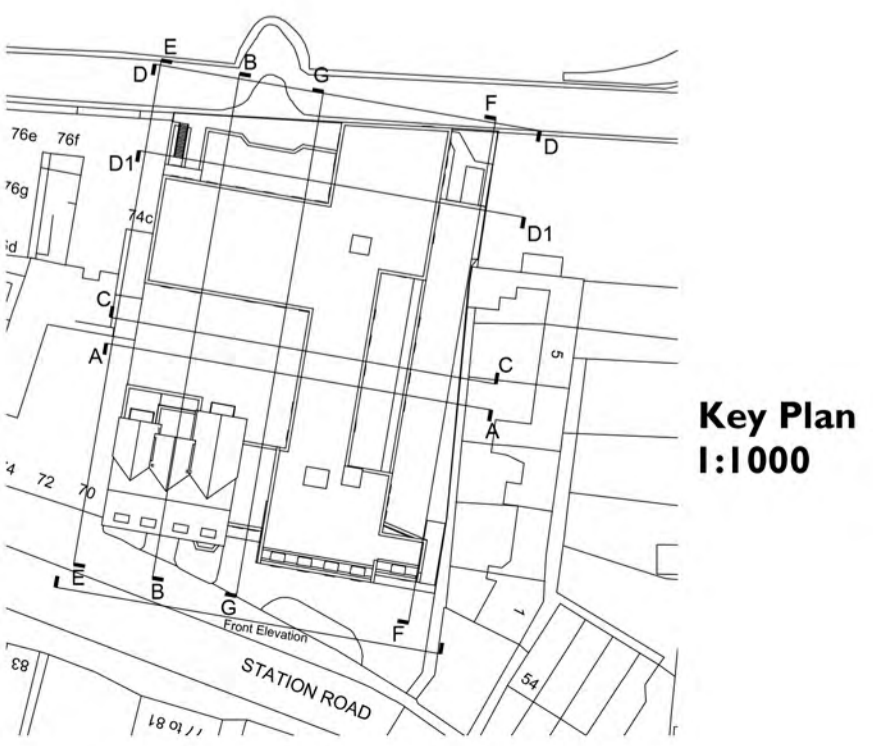 E
B
D
G
F
D
76e
76f
D1
76g
74c
D1
C
5
C
A
A
Key Plan
1:1000
72
70
E
B
G
F
1
Front Elevation
STATION ROAD
54
83